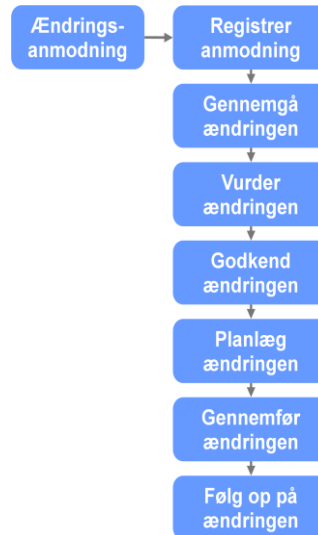 Ændrings-
anmodning
Registrer
anmodning
Gennemgå
ændringen
Vurder
ændringen
Godkend
ændringen
Planlæg
ændringen
Gennemfør
ændringen
Følg op på
ændringen